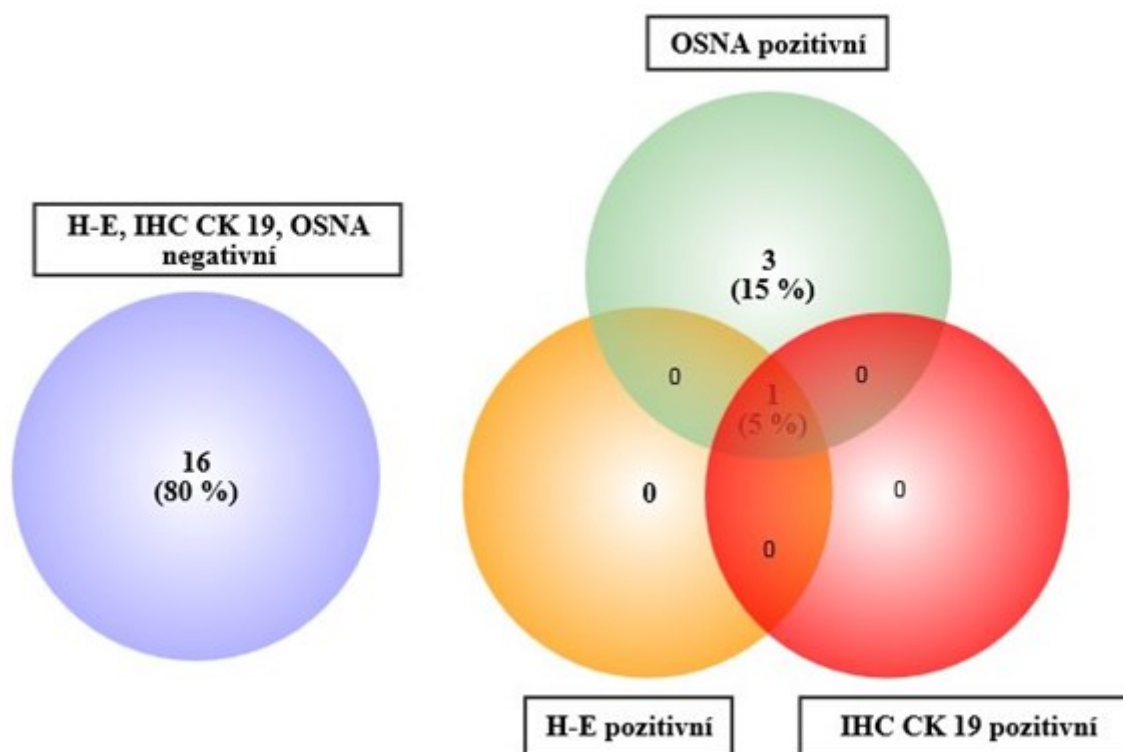 OSNA pozitivní
H-E, IHC CK 19, OSNA
negativní
3
(15 %)
0
0
1
(5 %)
16
(80 %)
0
0
0
H-E pozitivní
IHC CK 19 pozitivní